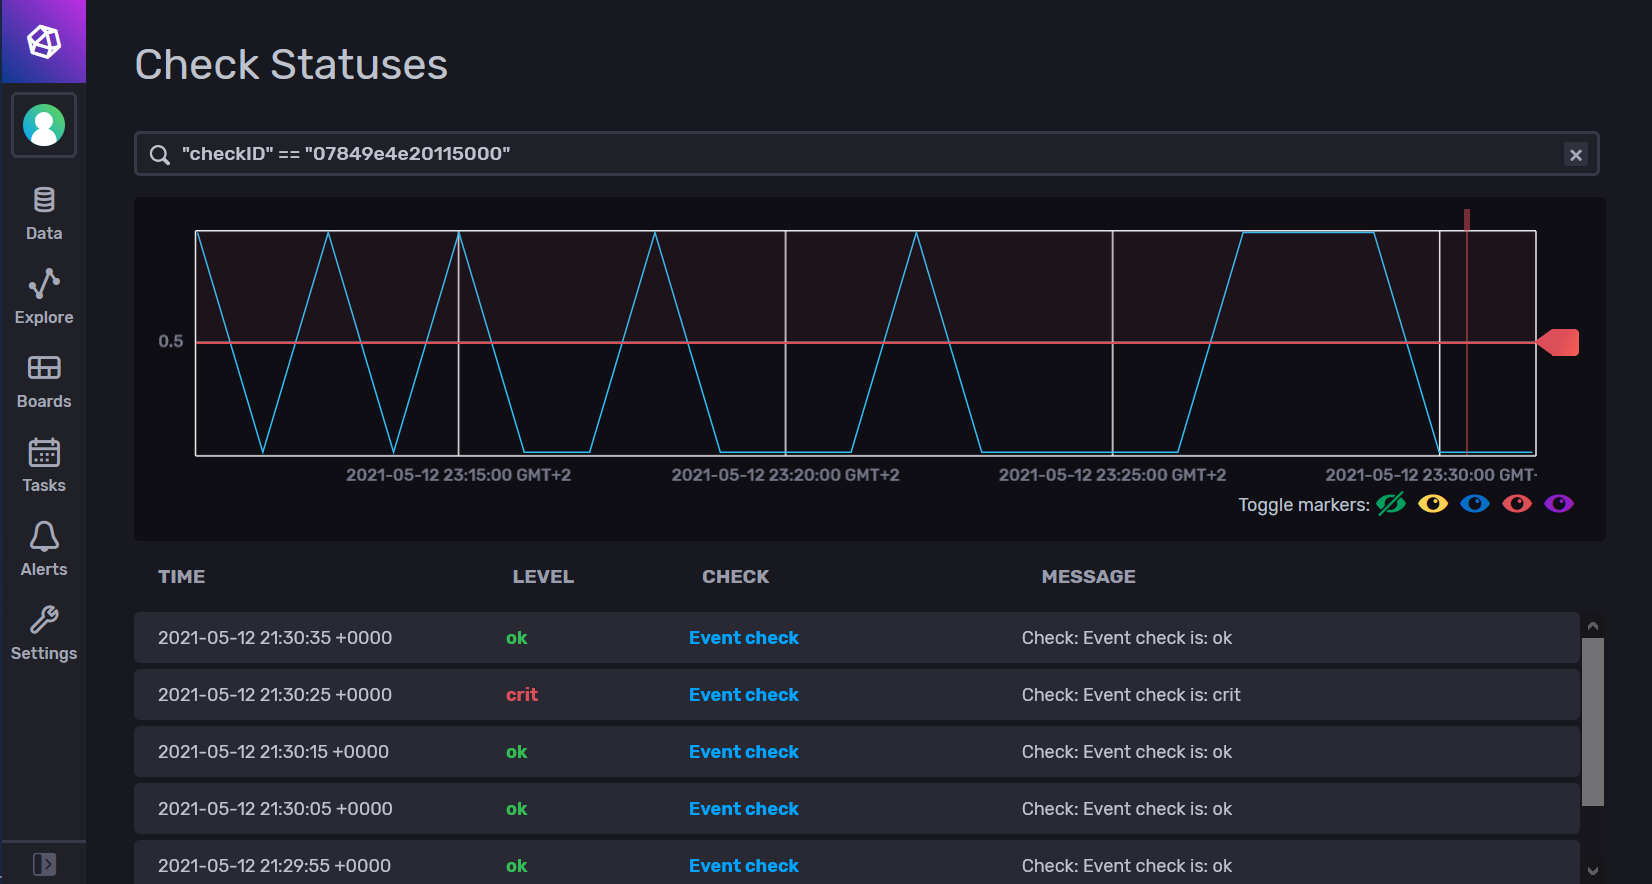 Check Statuses
"checkID" == "07849e4e20115000"
Data
Explore
Boards
Tasks
Alerts
Settings
0.5
2021-05-12 23:15:00 GMT+2 2021-05-12 23:20:00 GMT+2 2021-05-12 23:25:00 GMT+2 2021-05-12 23:30:00 GMT-
Toggle markers:
TIME LEVEL CHECK MESSAGE
2021-05-12 21:30:35 +0000 ok Event check Check: Event check is: ok
2021-05-12 21:30:25 +0000 crit Event check Check: Event check is: crit
2021-05-12 21:30:15 +0000 ok Event check Check: Event check is: ok
2021-05-12 21:30:05 +0000 ok Event check Check: Event check is: ok
2021-05-12 21:29:55 +0000 ok Event check Check: Event check is: ok